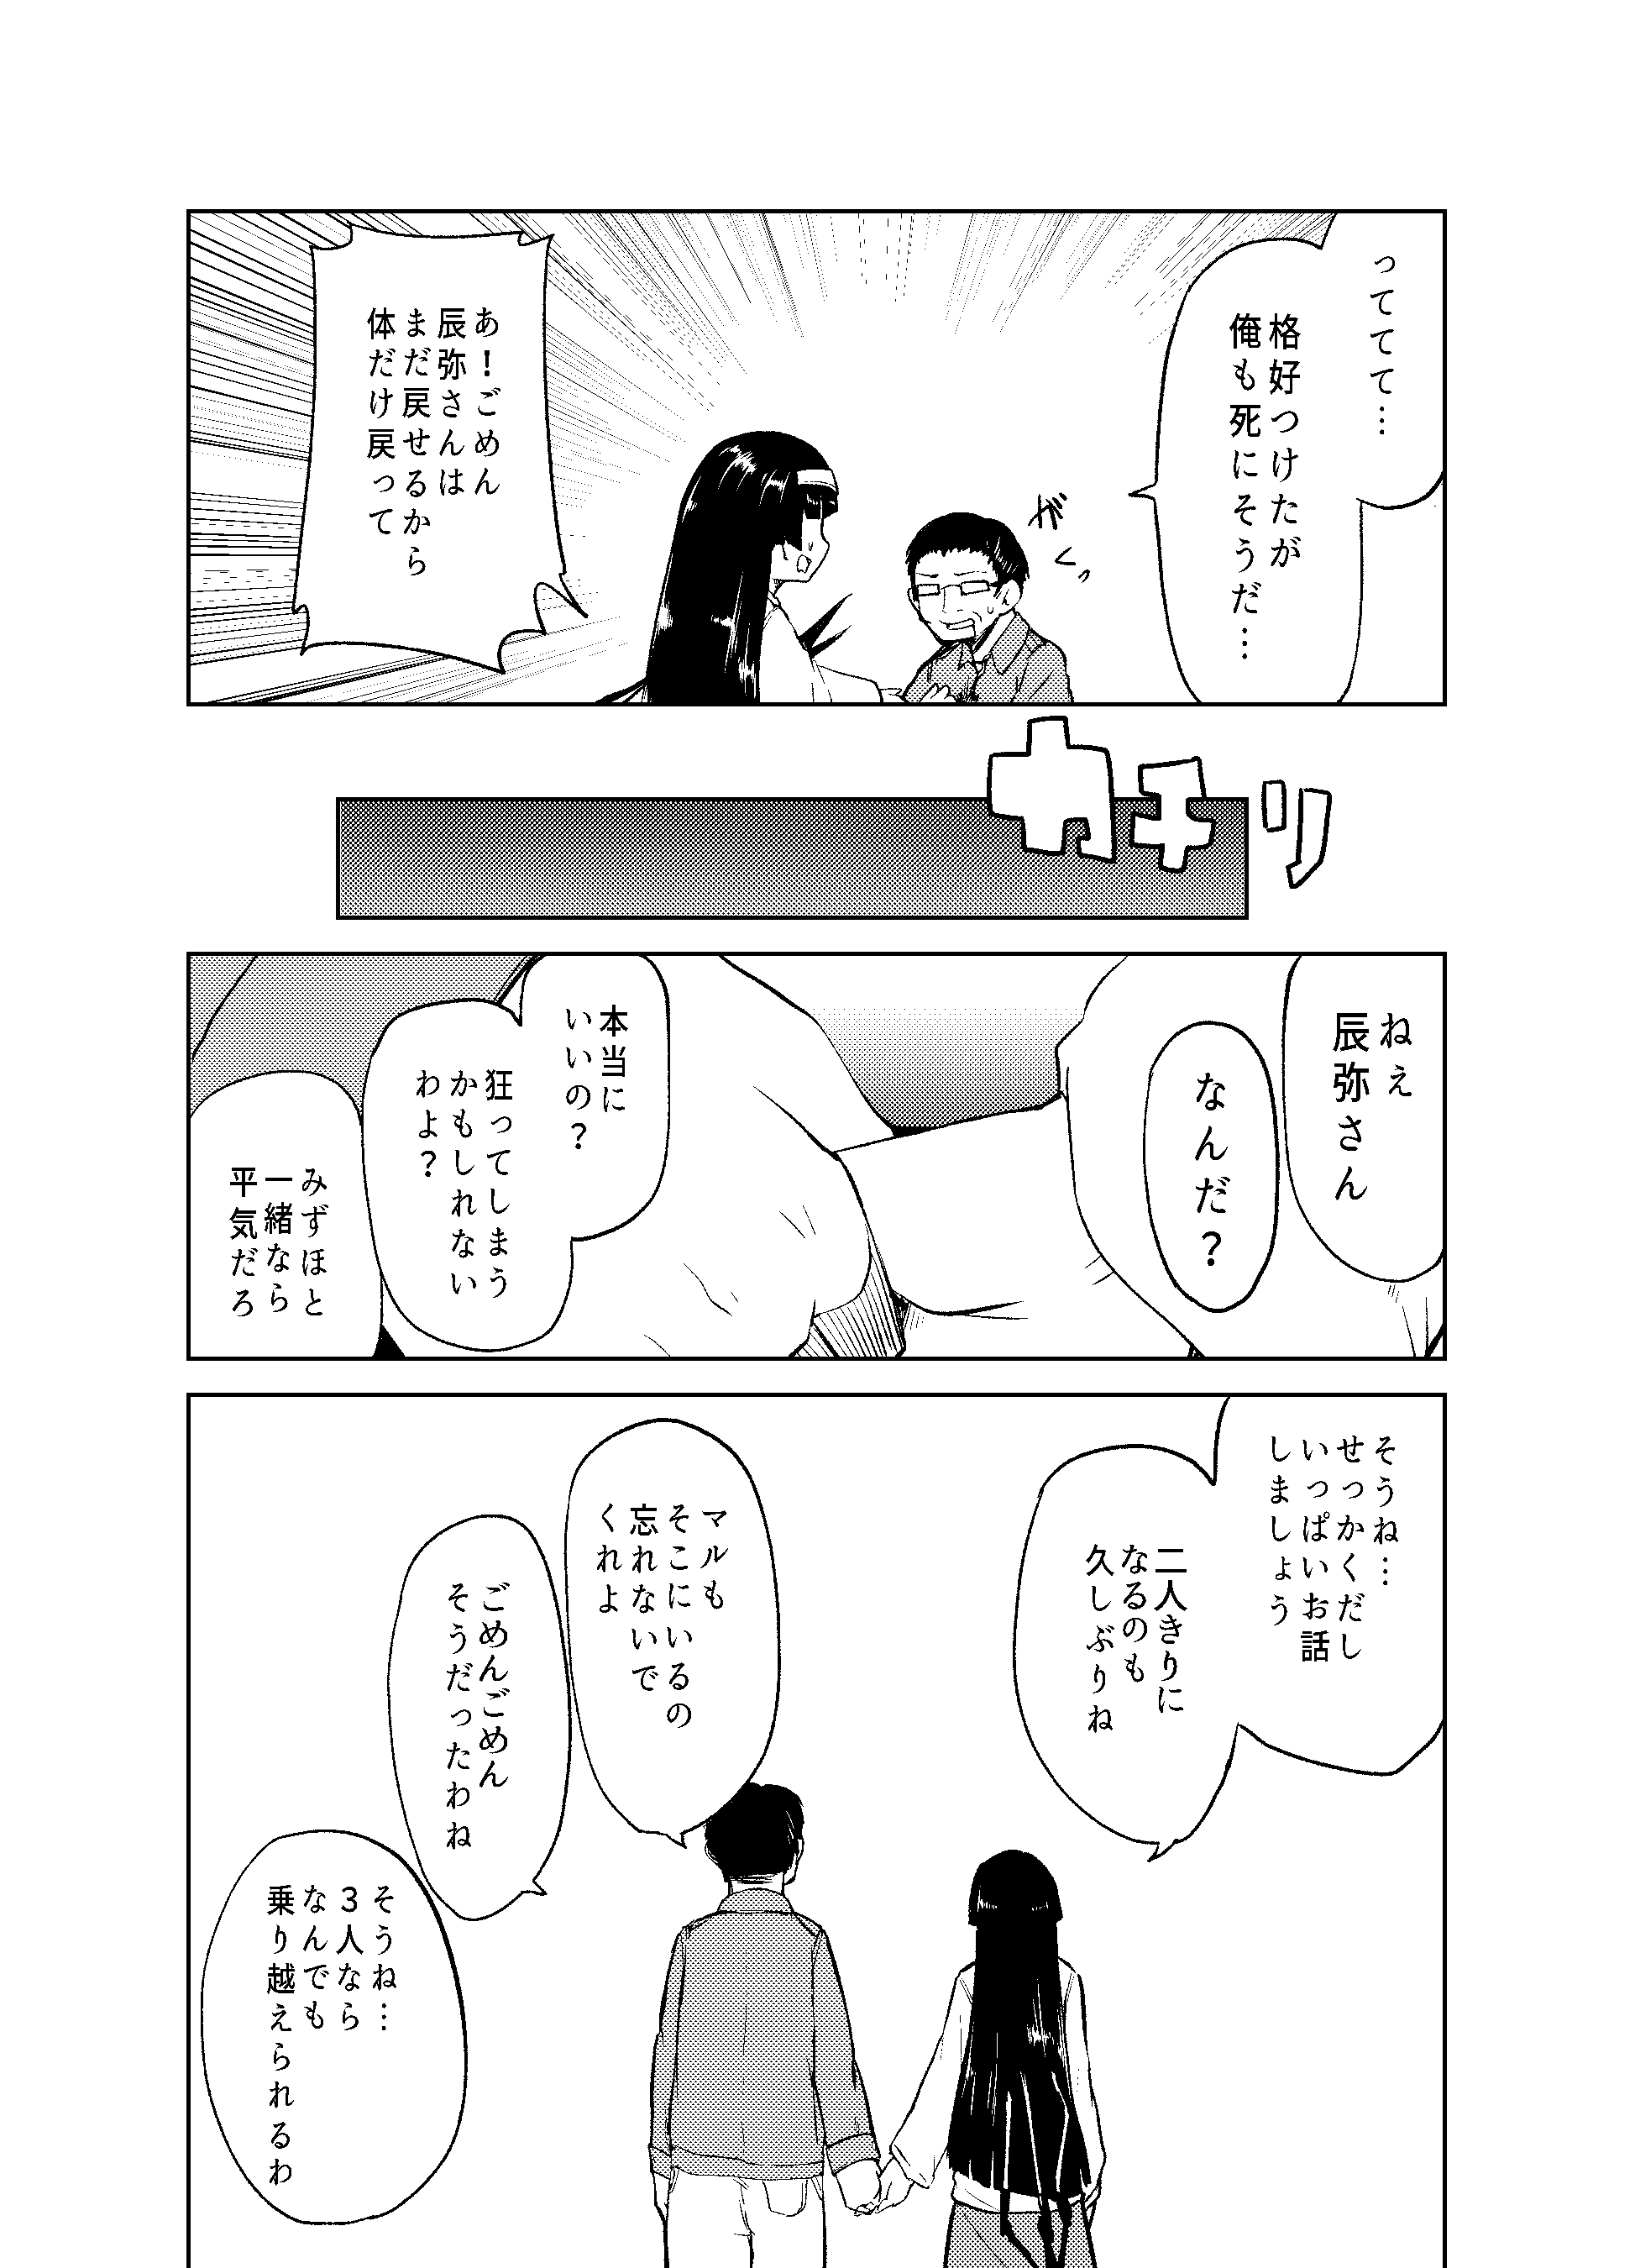 っててて…
格好つけたが
俺も死にそうだ…
ガくっ
あ！ごめん
辰弥さんは
まだ戻せるから
体だけ戻って
カチリ
ねぇ
辰弥さん
なんだ？
本当に
いいの？
狂ってしまう
かもしれない
わよ？
みずほと
一緒なら
平気だろ
そうね…
せっかくだし
いっぱいお話
しましょう
二人きりに
なるのも
久しぶりね
マルも
そこにいるの
忘れないで
くれよ
ごめんごめん
そうだったわね
そうね…
３人なら
なんでも
乗り越えられるわ